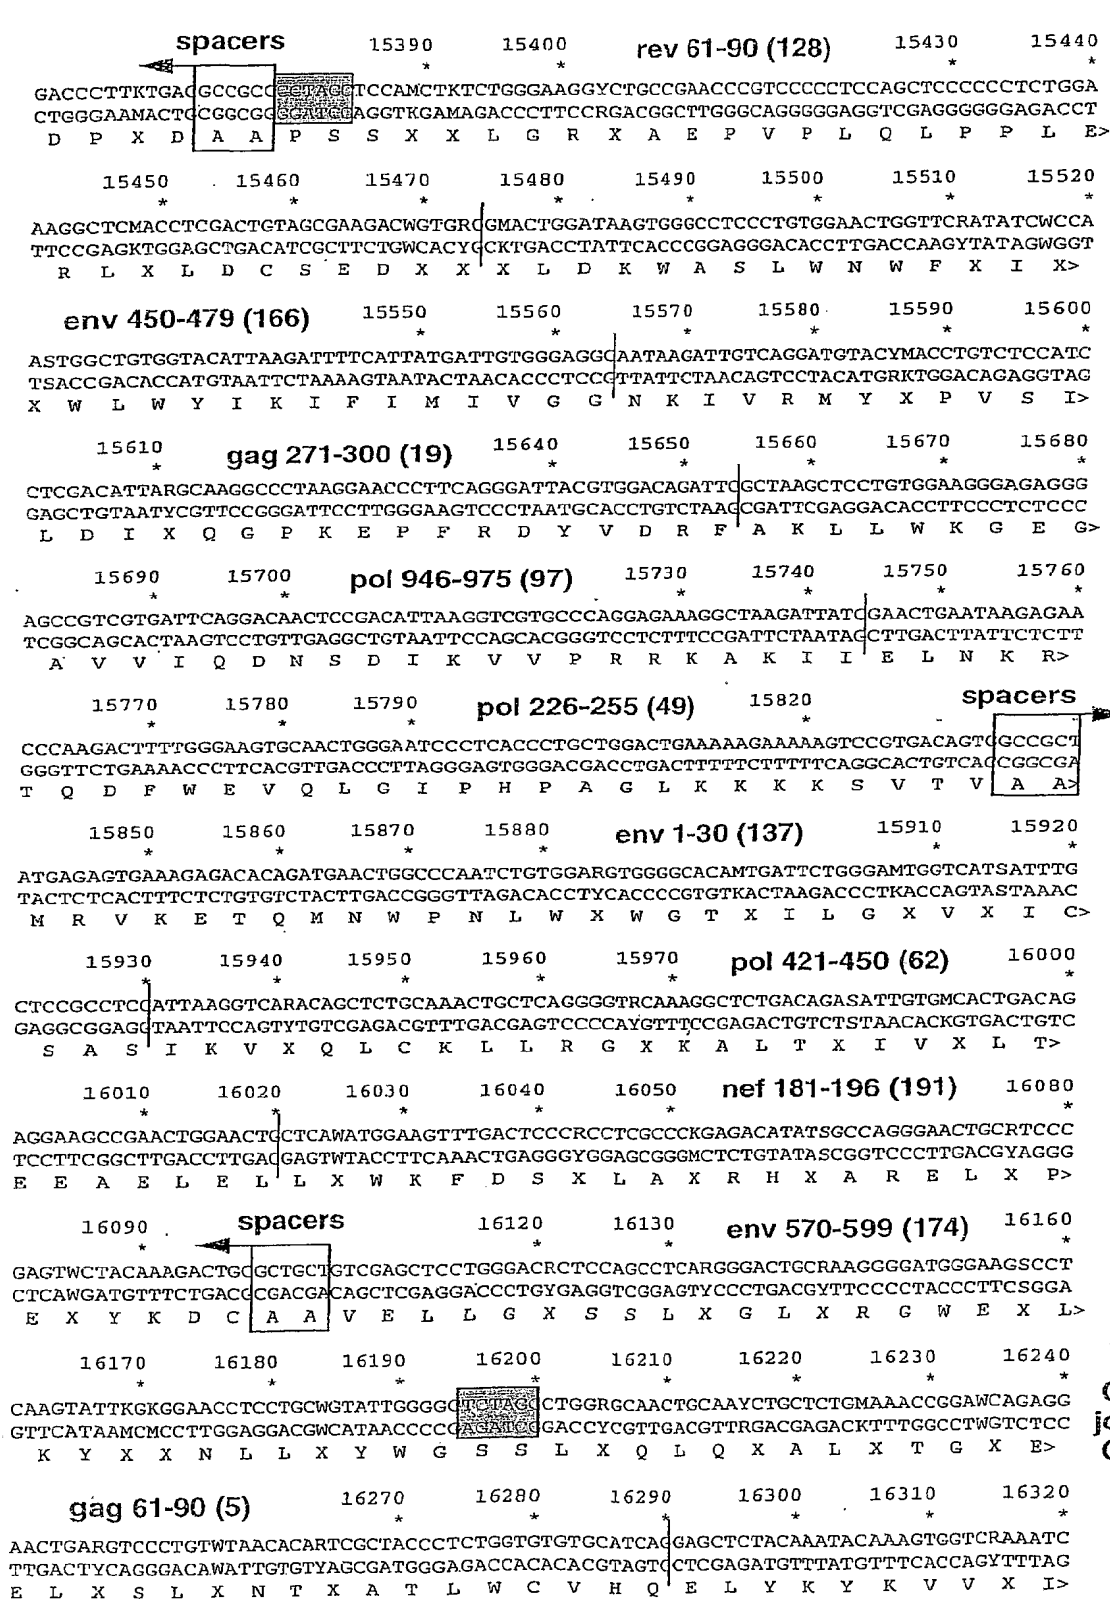 spacers 15390 15400 rev 61-90 (128) 15430 15440
* * * *
GACCCTTKTGACGCCGCC TCCAMCTKTCTGGGAAGGYCTGCCGAACCCGTCCCCCTCCAGCTCCCCCCTCTGGA
CTGGGAAMACTGCGGCGG AGGTKGAMAGACCCTTCCRGACGGCTTGGGCAGGGGGAGGTCGAGGGGGGAGACCT
D P X D A A P S S X X L G R X A E P V P L Q L P P L E>
15450 15460 15470 15480 15490 15500 15510 15520
* * * * * * * *
AAGGCTCMACCTCGACTGTAGCGAAGACWGTGRCGMACTGGATAAGTGGGCCTCCCTGTGGAACTGGTTCRATATCWCCA
TTCCGAGKTGGAGCTGACATCGCTTCTGWCACYGCKTGACCTATTCACCCGGAGGGACACCTTGACCAAGYTATAGWGGT
R L X L D C S E D X X X L D K W A S L W N W F X I X>
env 450-479 (166) 15550 15560 15570 15580 15590 15600
* * * * * *
ASTGGCTGTGGTACATTAAGATTTTCATTATGATTGTGGGAGGCAATAAGATTGTCAGGATGTACYMACCTGTCTCCATC
TSACCGACACCATGTAATTCTAAAAGTAATACTAACACCCTCCGTTATTCTAACAGTCCTACATGRKTGGACAGAGGTAG
X W L W Y I K I F I M I V G G N K I V R M Y X P V S I>
15610 gag 271-300 (19) 15640 15650 15660 15670 15680
* * * * * *
CTCGACATTARGCAAGGCCCTAAGGAACCCTTCAGGGATTACGTGGACAGATTCGCTAAGCTCCTGTGGAAGGGAGAGGG
GAGCTGTAATYCGTTCCGGGATTCCTTGGGAAGTCCCTAATGCACCTGTCTAAGCGATTCGAGGACACCTTCCCTCTCCC
L D I X Q G P K E P F R D Y V D R F A K L L W K G E G>
15690 15700 pol 946-975 (97) 15730 15740 15750 15760
* * * * * *
AGCCGTCGTGATTCAGGACAACTCCGACATTAAGGTCGTGCCCAGGAGAAAGGCTAAGATTATCGAACTGAATAAGAGAA
TCGGCAGCACTAAGTCCTGTTGAGGCTGTAATTCCAGCACGGGTCCTCTTTCCGATTCTAATAGCTTGACTTATTCTCTT
A V V I Q D N S D I K V V P R R K A K I I E L N K R>
15770 15780 15790 pol 226-255 (49) 15820 spacers
* * * *
CCCAAGACTTTTGGGAAGTGCAACTGGGAATCCCTCACCCTGCTGGACTGAAAAAGAAAAAGTCCGTGACAGTGGCCGCT
GGGTTCTGAAAACCCTTCACGTTGACCCTTAGGGAGTGGGACGACCTGACTTTTTCTTTTTCAGGCACTGTCACCGGCGA
T Q D F W E V Q L G I P H P A G L K K K K S V T V A A>
15850 15860 15870 15880 env 1-30 (137) 15910 15920
* * * * * *
ATGAGAGTGAAAGAGACACAGATGAACTGGCCCAATCTGTGGARGTGGGGCACAMTGATTCTGGGAMTGGTCATSATTTG
TACTCTCACTTTCTCTGTGTCTACTTGACCGGGTTAGACACCTYCACCCCGTGTKACTAAGACCCTKACCAGTASTAAAC
M R V K E T Q M N W P N L W X W G T X I L G X V X I C>
15930 15940 15950 15960 15970 pol 421-450 (62) 16000
* * * * * *
CTCCGCCTCCATTAAGGTCARACAGCTCTGCAAACTGCTCAGGGGTRCAAAGGCTCTGACAGASATTGTGMCACTGACAG
GAGGCGGAGGTAATTCCAGTYTGTCGAGACGTTTGACGAGTCCCCAYGTTTCCGAGACTGTCTSTAACACKGTGACTGTC
S A S I K V X Q L C K L L R G X K A L T X I V X L T>
16010 16020 16030 16040 16050 nef 181-196 (191) 16080
* * * * * *
AGGAAGCCGAACTGGAACTGCTCAWATGGAAGTTTGACTCCCRCCTCGCCCKGAGACATATSGCCAGGGAACTGCRTCCC
TCCTTCGGCTTGACCTTGACGAGTWTACCTTCAAACTGAGGGYGGAGCGGGMCTCTGTATASCGGTCCCTTGACGYAGGG
E E A E L E L L X W K F D S X L A X R H X A R E L X P>
16090 spacers 16120 16130 env 570-599 (174) 16160
* * * *
GAGTWCTACAAAGACTGCGCTGCTGTCGAGCTCCTGGGACRCTCCAGCCTCARGGGACTGCRAAGGGGATGGGAAGSCCT
CTCAWGATGTTTCTGACGCGACGACAGCTCGAGGACCCTGYGAGGTCGGAGTYCCCTGACGYTTCCCCTACCCTTCSGGA
E X Y K D C A A V E L L G X S S L X G L X R G W E X L>
16170 16180 16190 16200 16210 16220 16230 16240
* * * * * * * *
CAAGTATTKGKGGAACCTCCTGCWGTATTGGGGCTCTAGCCTGGRGCAACTGCAAYCTGCTCTGMAAACCGGAWCAGAGG
GTTCATAAMCMCCTTGGAGGACGWCATAACCCCGAGATCGGACCYCGTTGACGTTRGACGAGACKTTTGGCCTWGTCTCC
K Y X X N L L X Y W G S S L X Q L Q X A L X T G X E>
gag 61-90 (5) 16270 16280 16290 16300 16310 16320
* * * * * *
AACTGARGTCCCTGTWTAACACARTCGCTACCCTCTGGTGTGTGCATCAGGAGCTCTACAAATACAAAGTGGTCRAAATC
TTGACTYCAGGGACAWATTGTGTYAGCGATGGGAGACCACACACGTAGTCCTCGAGATGTTTATGTTTCACCAGYTTTAG
E L X S L X N T X A T L W C V H Q E L Y K Y K V V X I>